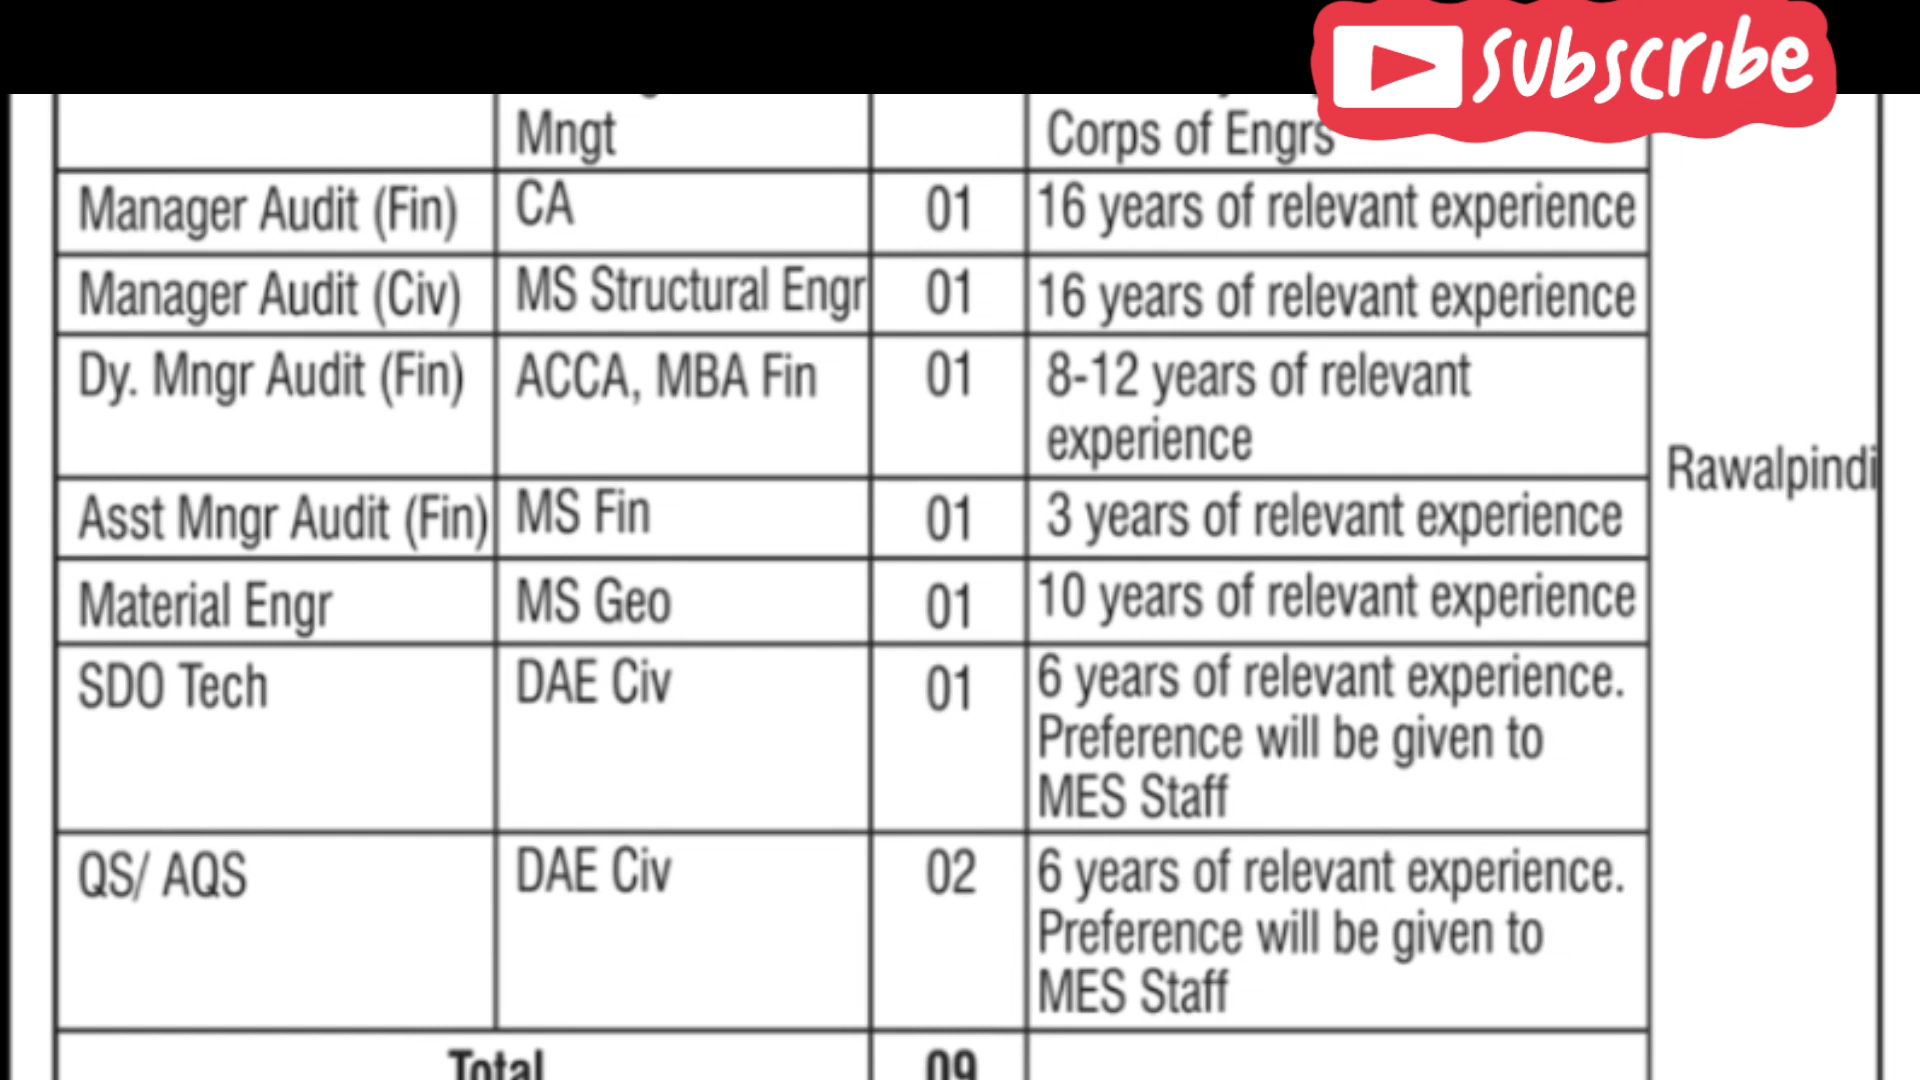 Subscribe
Mngt Corps of Engrs
Manager Audit (Fin) CA 01 16 years of relevant experience
Manager Audit (Civ) MS Structural Engr 01 16 years of relevant experience
Dy. Mngr Audit (Fin) ACCA, MBA Fin 01 8-12 years of relevant
experience
Rawalpindi
Asst Mngr Audit (Fin) MS Fin 01 3 years of relevant experience
Material Engr MS Geo 01 10 years of relevant experience
SDO Tech DAE Civ 01 6 years of relevant experience.
Preference will be given to
MES Staff
QS/ AQS DAE Civ 02 6 years of relevant experience.
Preference will be given to
MES Staff
Total 09